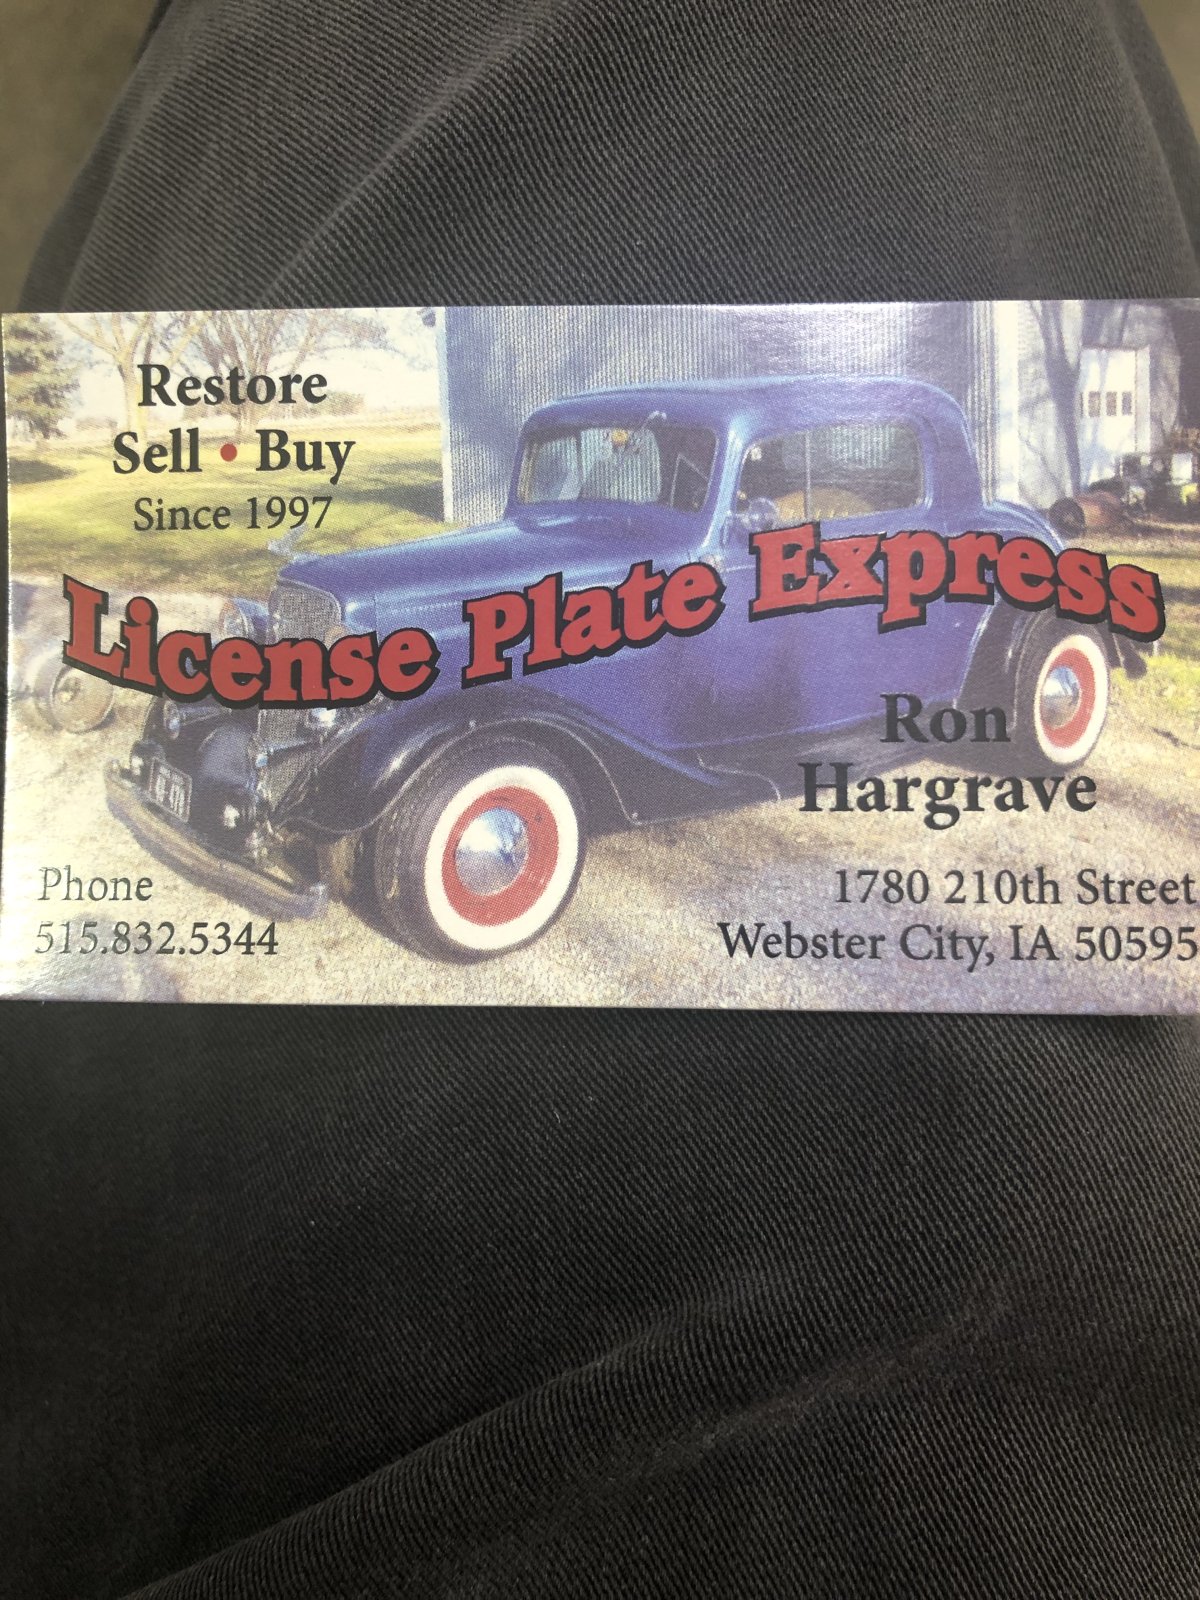 Restore
Sell • Buy
Since 1997
License Plate Express
Ron
Hargrave
Phone
515.832.5344
1780 210th Street
Webster City, IA 50595